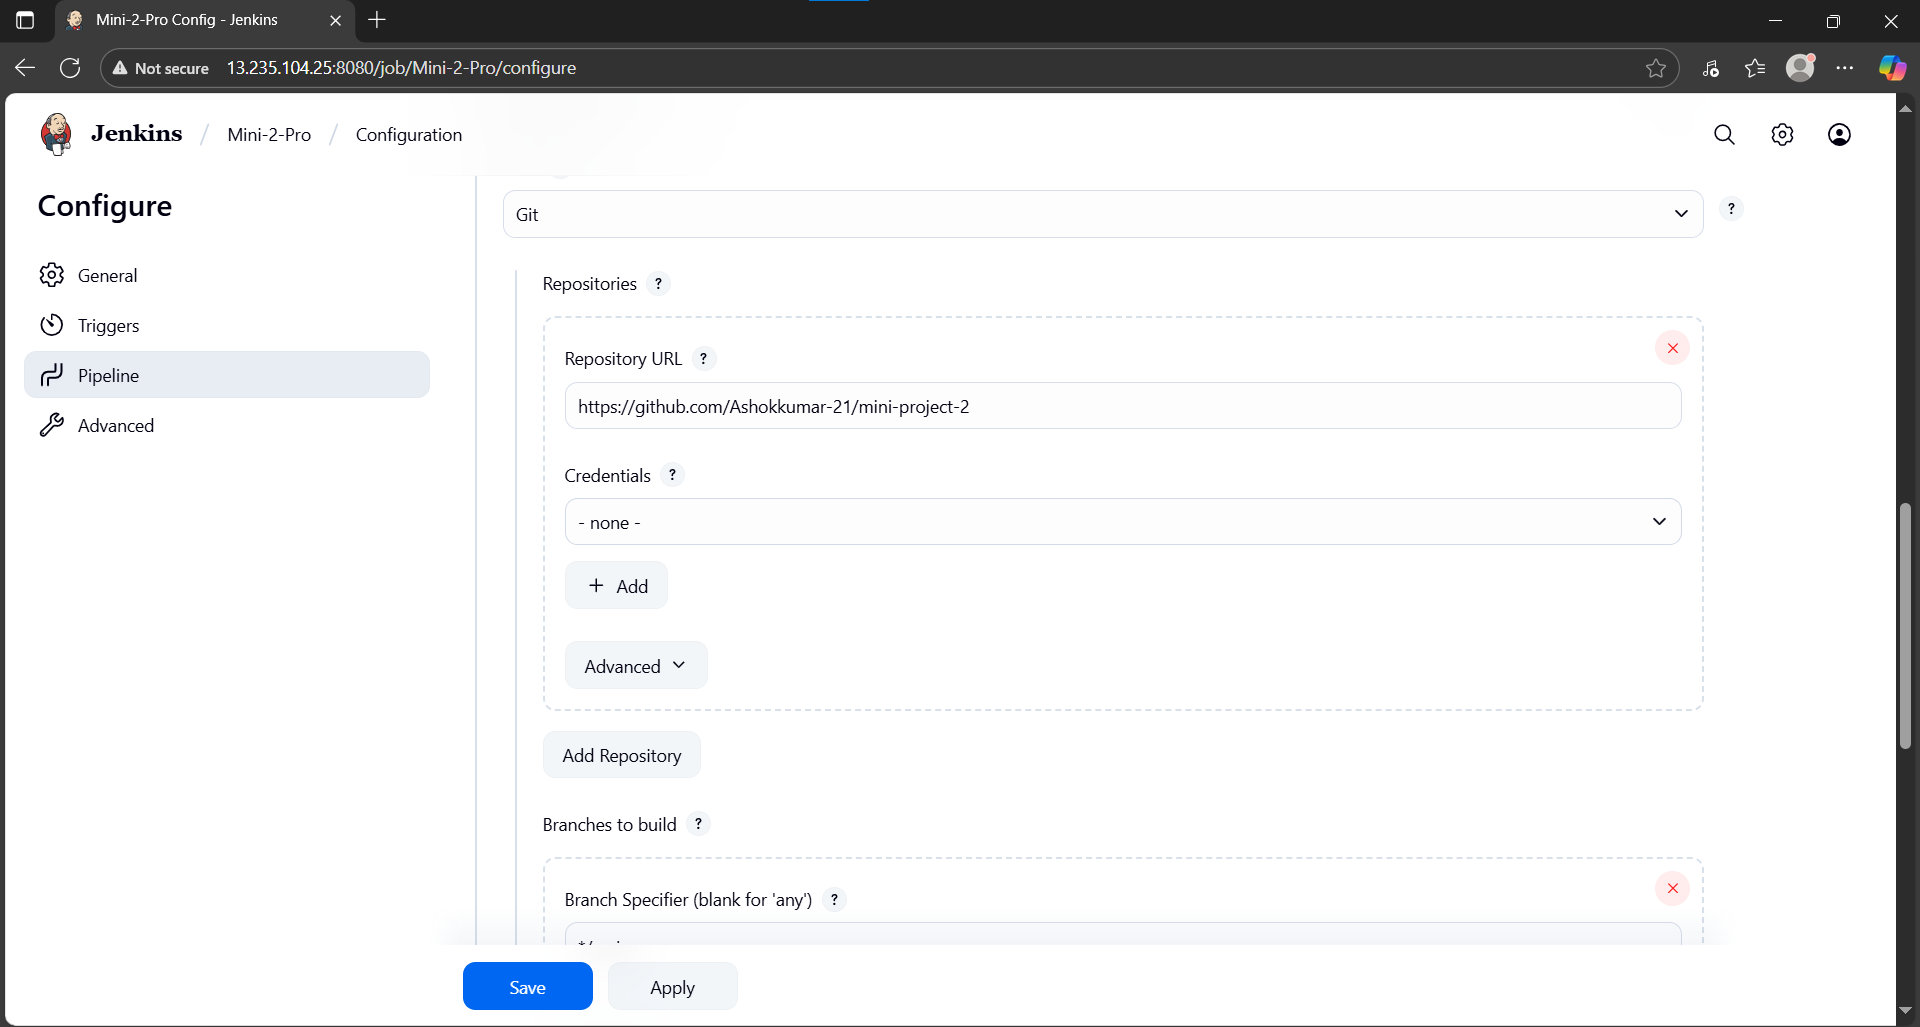 Mini-2-Pro Config - Jenkins
Not secure 13.235.104.25:8080/job/Mini-2-Pro/configure
Jenkins / Mini-2-Pro / Configuration
Configure
General
Triggers
Pipeline
Advanced
Git
?
Repositories ?
Repository URL ?
https://github.com/Ashokkumar-21/mini-project-2
Credentials ?
- none -
+ Add
Advanced
Add Repository
Branches to build ?
Branch Specifier (blank for 'any') ?
Save
Apply